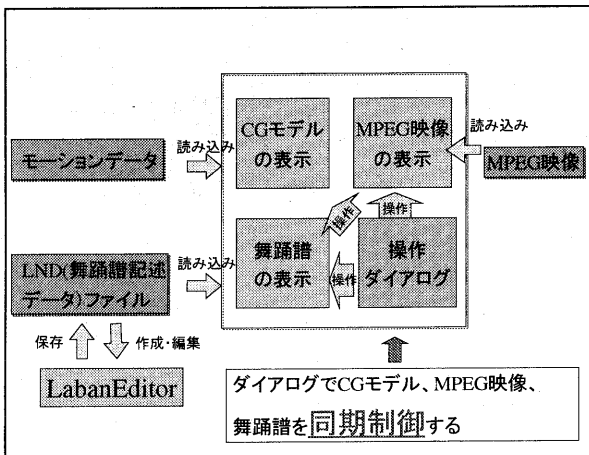 CGモデル
の表示
MPEG映像
の表示
読み込み
MPEG映像
モーションデータ
読み込み
操作
操作
舞踊譜
の表示
操作
操作
ダイアログ
LND(舞踊譜記述
データ)ファイル
読み込み
保存
作成・編集
LabanEditor
ダイアログでCGモデル、MPEG映像、
舞踊譜を同期制御する